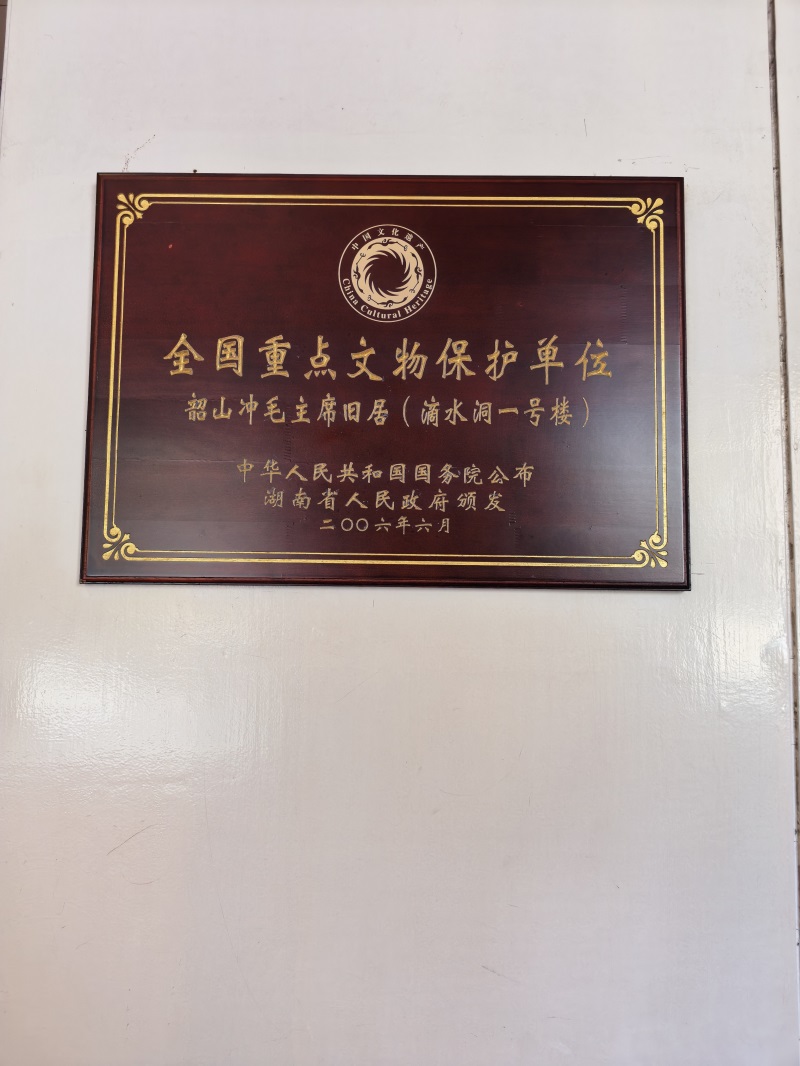 中国文化遗产
China Cultural Heritage
全国重点文物保护单位
韶山冲毛主席旧居（滴水洞一号楼）
中华人民共和国国务院公布
湖南省人民政府颁发
二〇〇六年六月